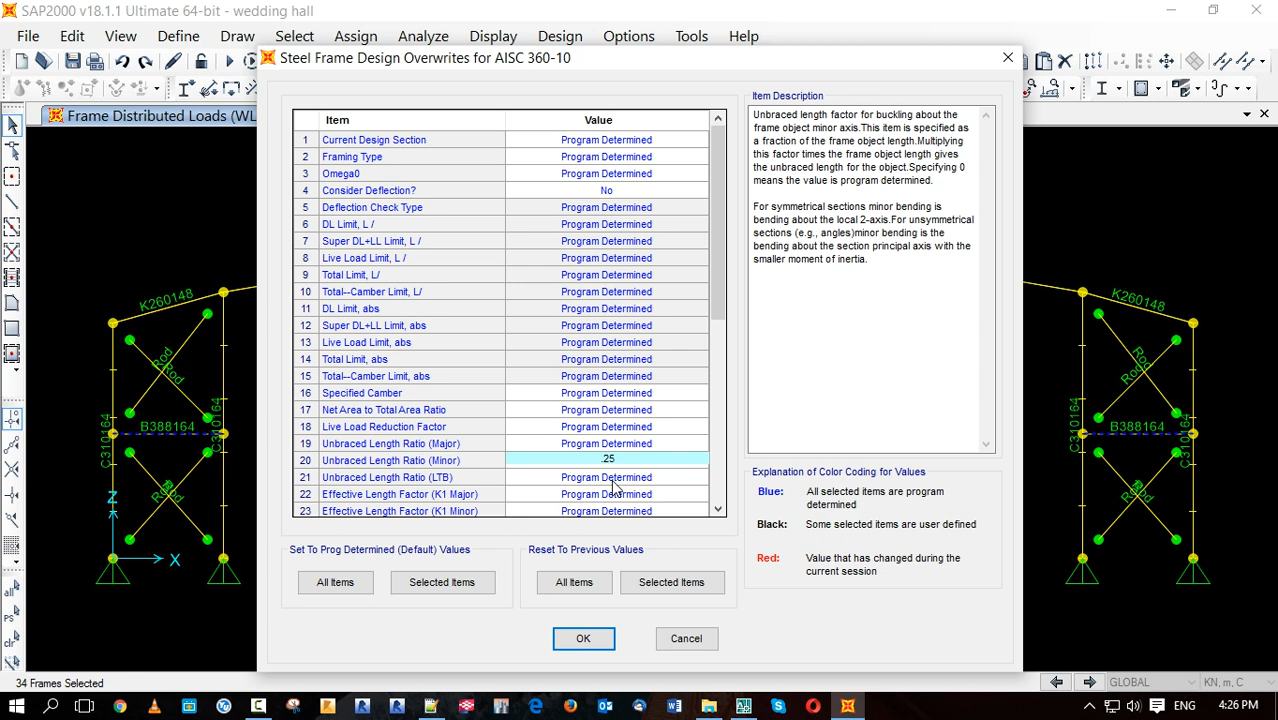 SAP2000 v18.1.1 Ultimate 64-bit - wedding hall
File Edit View Define Draw Select Assign Analyze Display Design Options Tools Help
Steel Frame Design Overwrites for AISC 360-10
Frame Distributed Loads (WL
Item Value
1 Current Design Section Program Determined
2 Framing Type Program Determined
3 Omega0 Program Determined
4 Consider Deflection? No
5 Deflection Check Type Program Determined
6 DL Limit, L / Program Determined
7 Super DL+LL Limit, L / Program Determined
8 Live Load Limit, L / Program Determined
9 Total Limit, L/ Program Determined
10 Total--Camber Limit, L/ Program Determined
11 DL Limit, abs Program Determined
12 Super DL+LL Limit, abs Program Determined
13 Live Load Limit, abs Program Determined
14 Total Limit, abs Program Determined
15 Total--Camber Limit, abs Program Determined
16 Specified Camber Program Determined
17 Net Area to Total Area Ratio Program Determined
18 Live Load Reduction Factor Program Determined
19 Unbraced Length Ratio (Major) Program Determined
20 Unbraced Length Ratio (Minor) .25
21 Unbraced Length Ratio (LTB) Program Determined
22 Effective Length Factor (K1 Major) Program Determined
23 Effective Length Factor (K1 Minor) Program Determined
Set To Prog Determined (Default) Values
All Items Selected Items
Reset To Previous Values
All Items Selected Items
OK Cancel
Item Description
Unbraced length factor for buckling about the
frame object minor axis.This item is specified as
a fraction of the frame object length.Multiplying
this factor times the frame object length gives
the unbraced length for the object.Specifying 0
means the value is program determined.
For symmetrical sections minor bending is
bending about the local 2-axis.For unsymmetrical
sections (e.g., angles)minor bending is the
bending about the section principal axis with the
smaller moment of inertia.
Explanation of Color Coding for Values
Blue: All selected items are program
determined
Black: Some selected items are user defined
Red: Value that has changed during the
current session
K260148
Rod
Rod
C310164
C310164
B388164
Rod
Rod
Z
X
K260148
Rod
Rod
C310164
C310164
B388164
Rod
Rod
all
PS
clr
34 Frames Selected
GLOBAL
KN, m, C
ENG
4:26 PM